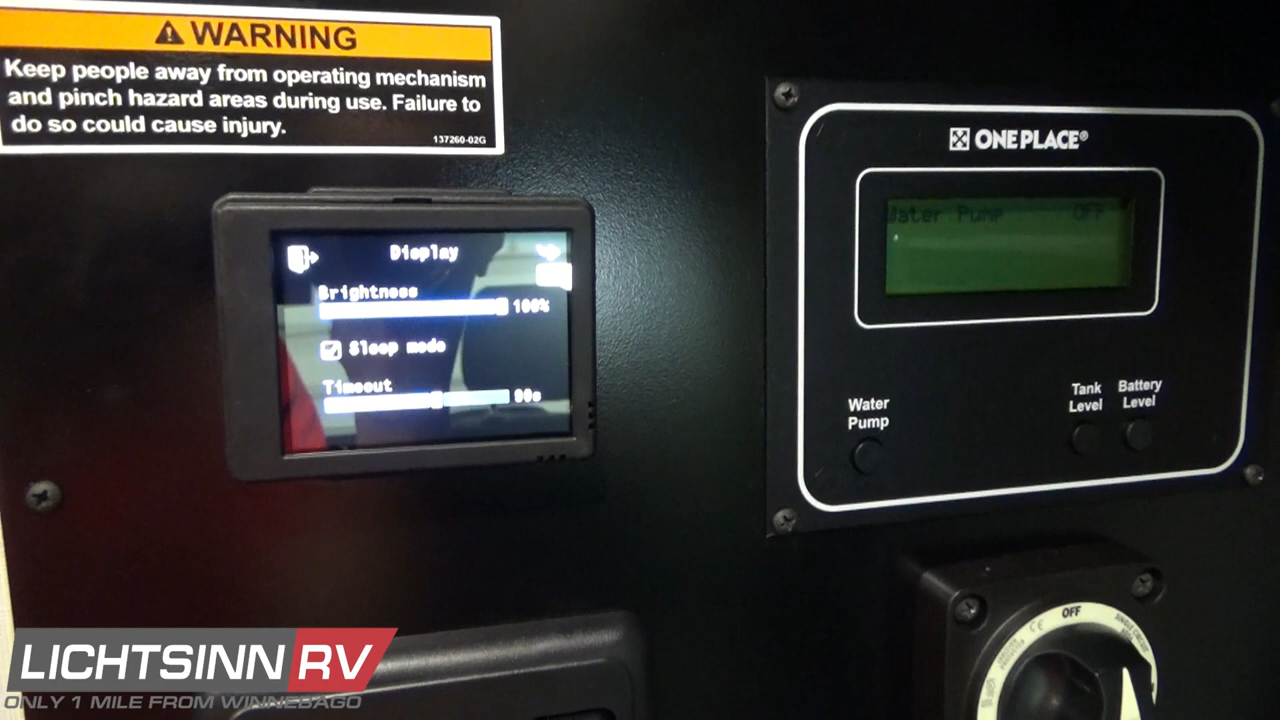 WARNING
Keep people away from operating mechanism
and pinch hazard areas during use. Failure to
do so could cause injury.
137260-02G
Display
Brightness
100%
Sleep mode
Timeout
90s
ONE PLACE®
Water Pump OFF
Water
Pump
Tank
Level
Battery
Level
OFF
LICHTSINN RV
ONLY 1 MILE FROM WINNEBAGO